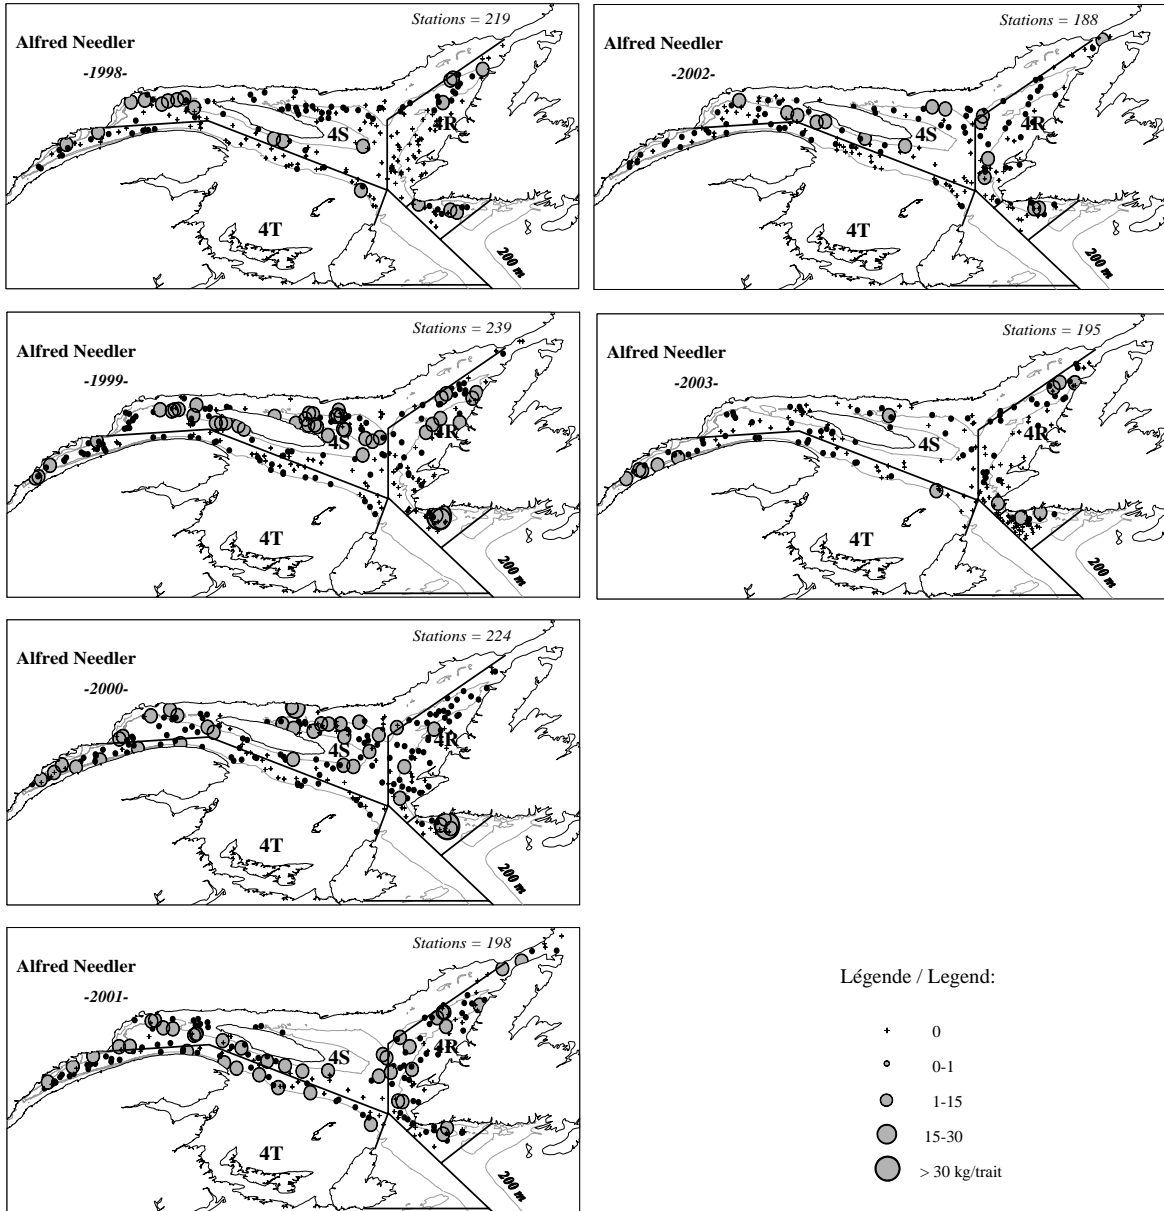 Stations = 219
Alfred Needler
-1998-
4S
4R
4T
200 m
Stations = 188
Alfred Needler
-2002-
4S
4R
4T
200 m
Stations = 239
Alfred Needler
-1999-
4S
4R
4T
200 m
Stations = 195
Alfred Needler
-2003-
4S
4R
4T
200 m
Stations = 224
Alfred Needler
-2000-
4S
4R
4T
200 m
Stations = 198
Alfred Needler
-2001-
4S
4R
4T
200 m
Légende / Legend:
0
0-1
1-15
15-30
> 30 kg/trait